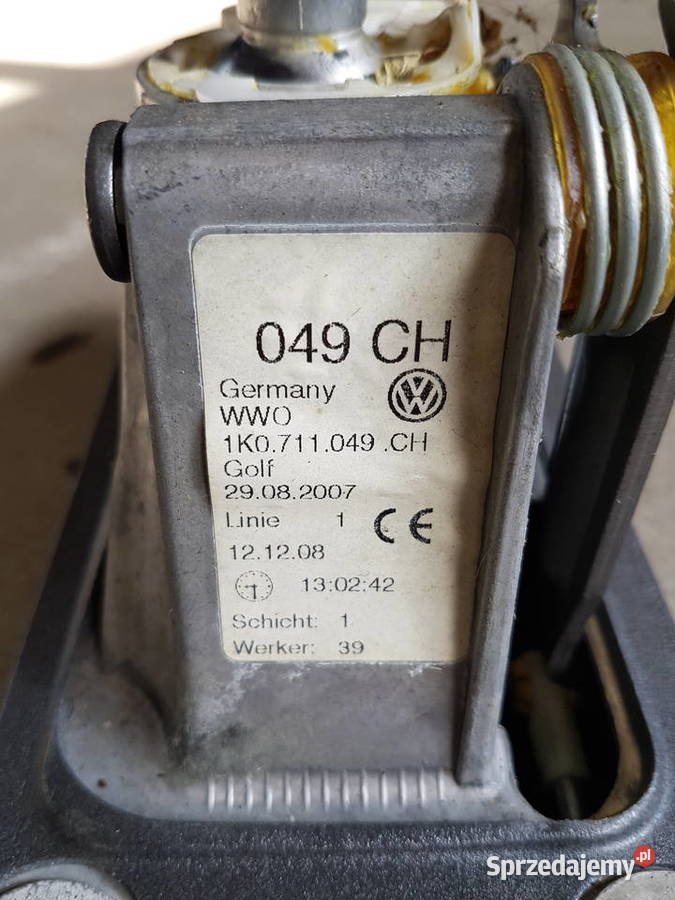 049 CH
Germany
WWO
1K0.711.049 .CH
Golf
29.08.2007
Linie 1 CE
12.12.08
13:02:42
Schicht: 1
Werker: 39
Sprzedajemy.pl